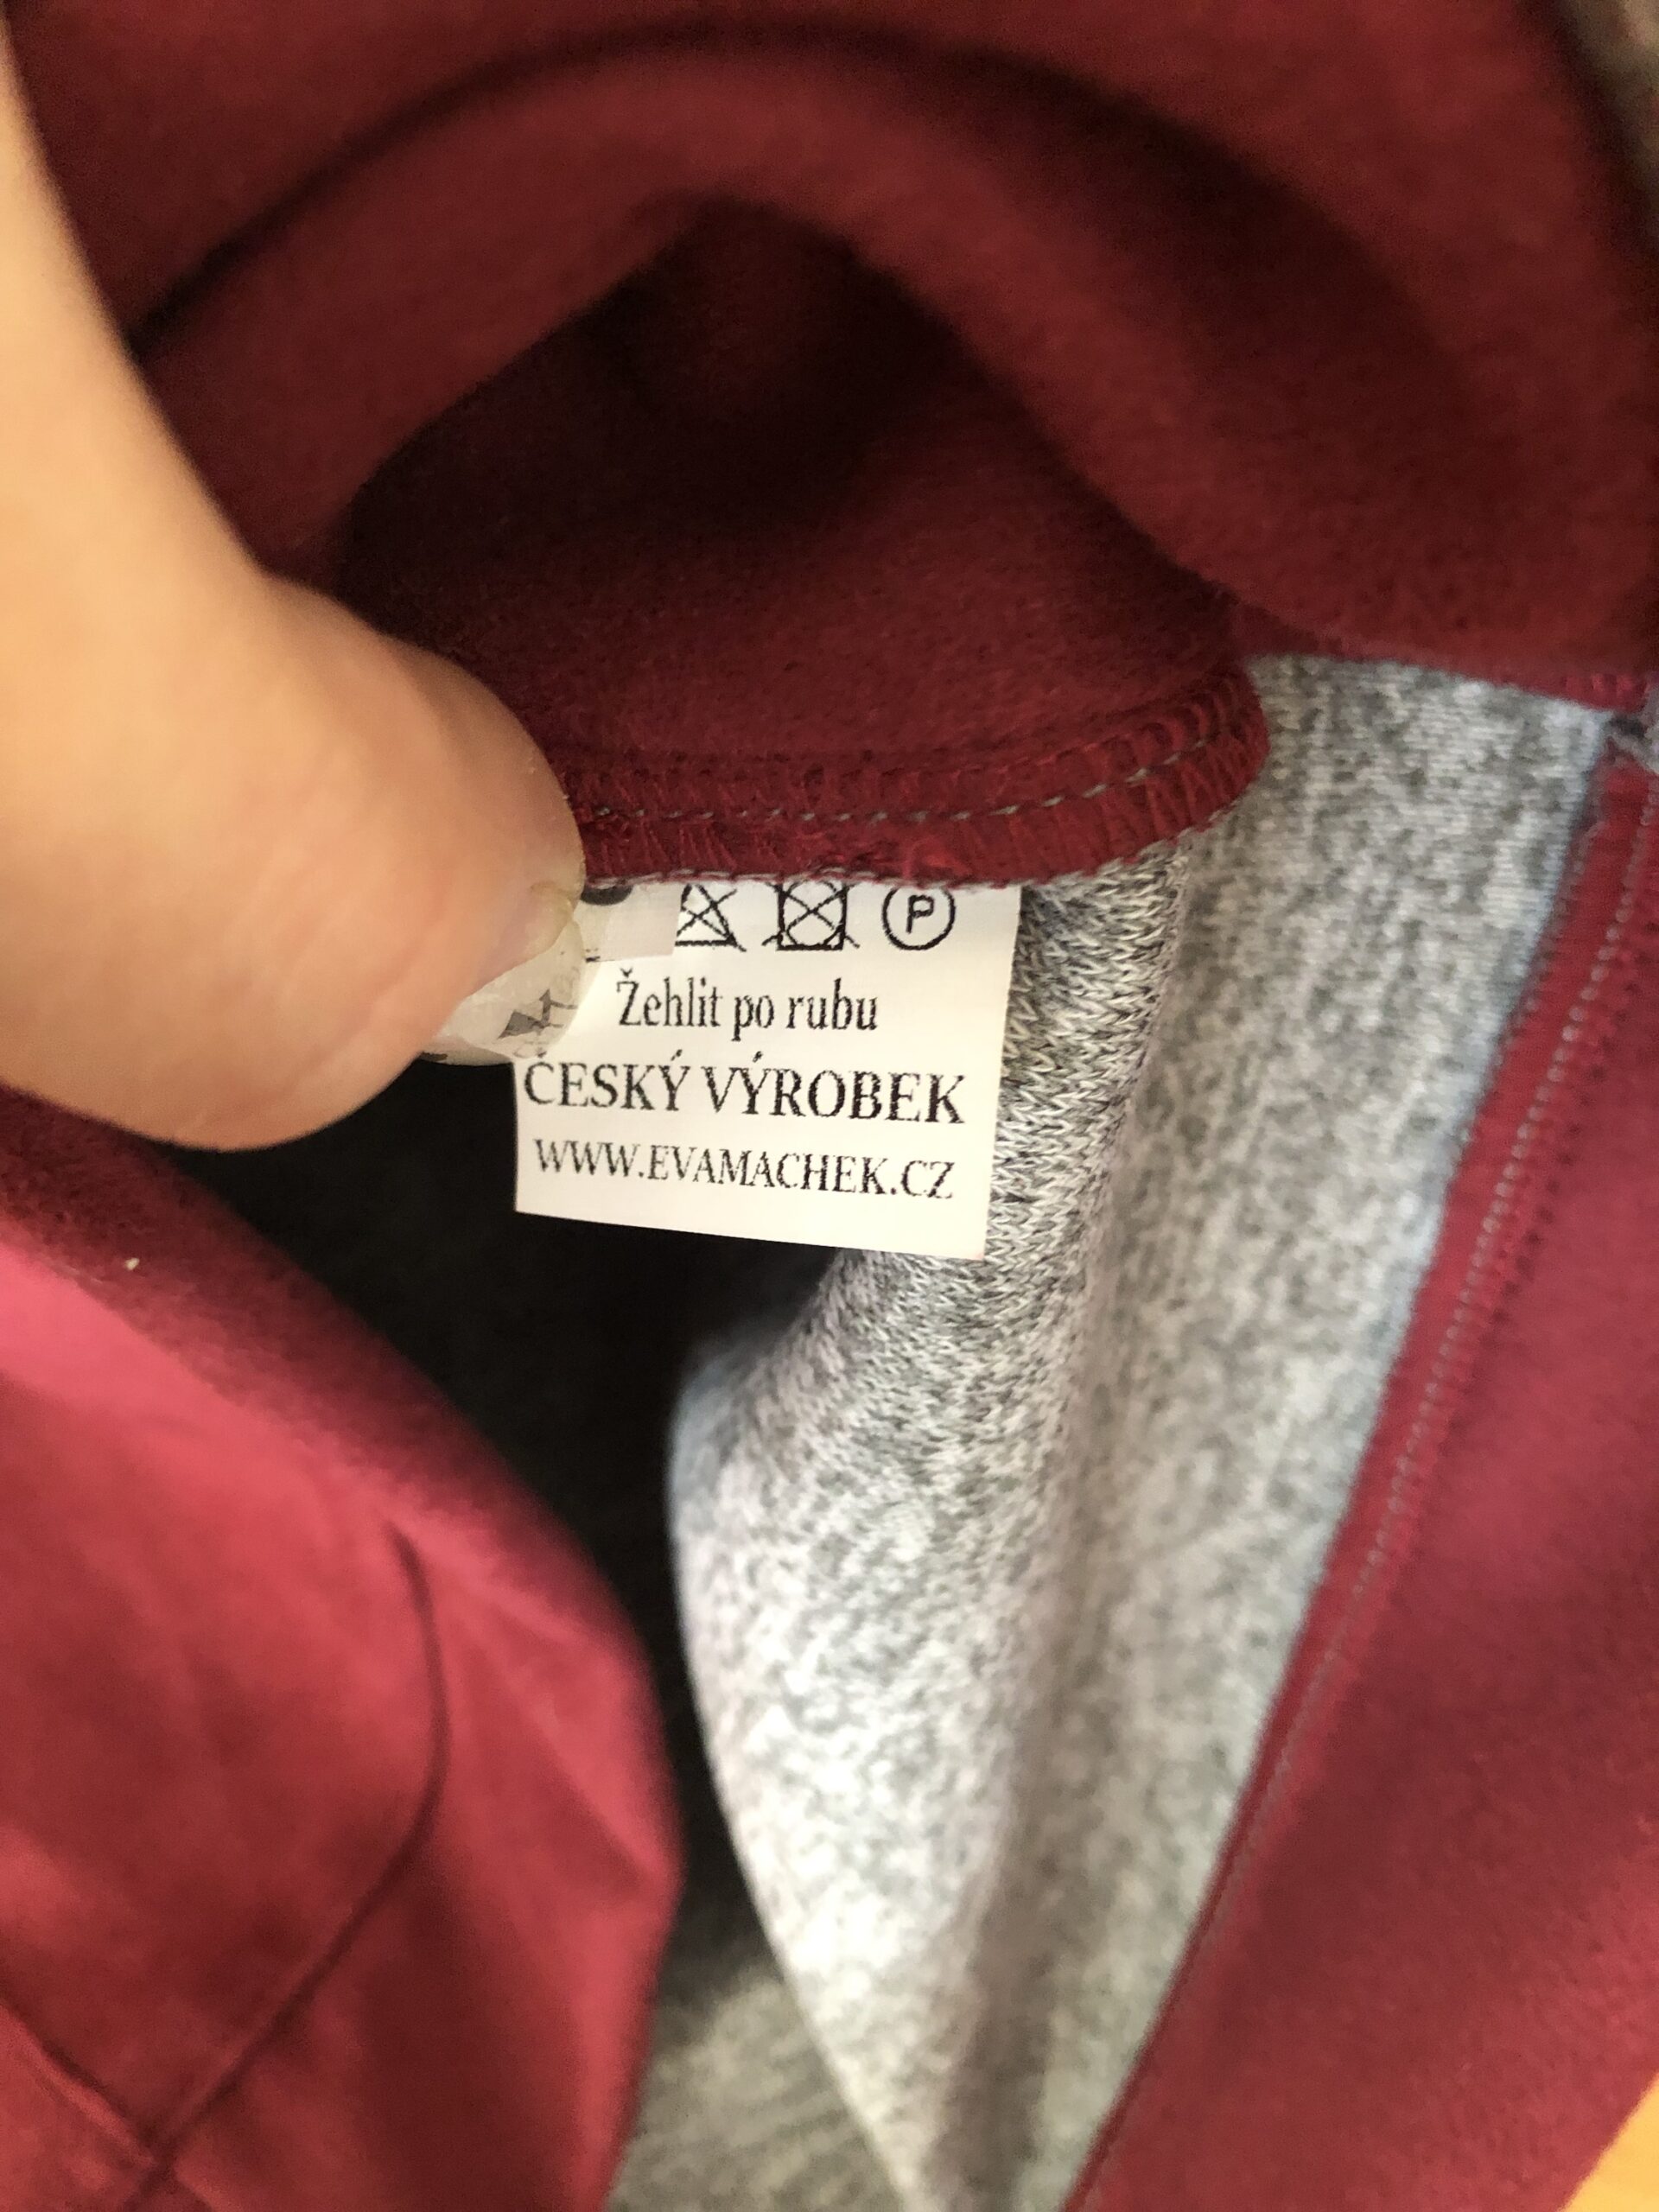 P
Žehlit po rubu
ČESKÝ VÝROBEK
WWW.EVAMACHEK.CZ